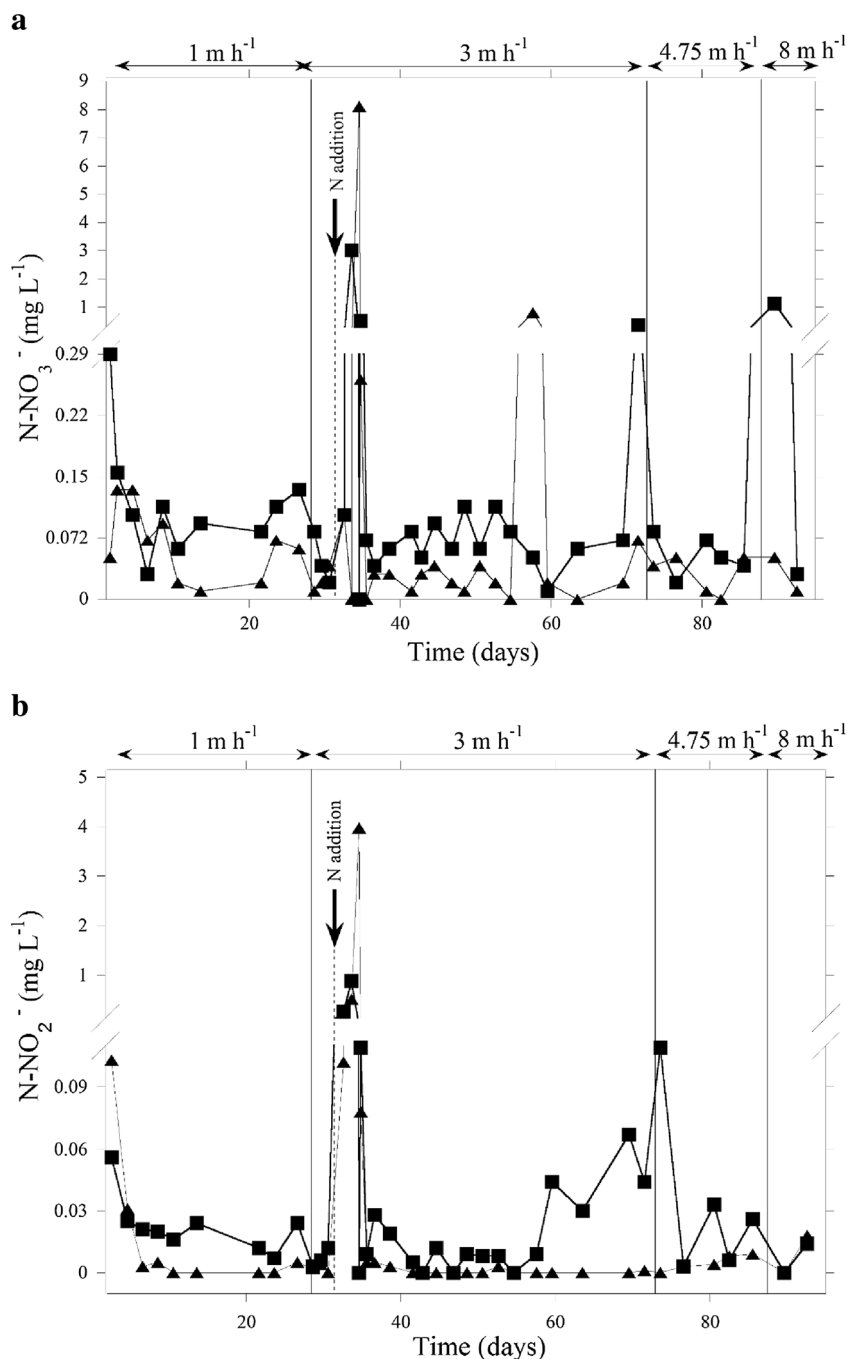 a
1 m h-1 3 m h-1 4.75 m h-1 8 m h-1
9
8
7
6
5
4
3
2
1
0.29
0.22
0.15
0.072
0
N addition
N-NO3- (mg L-1)
20 40 60 80
Time (days)
b
1 m h-1 3 m h-1 4.75 m h-1 8 m h-1
5
4
3
2
1
0.09
0.06
0.03
0
N addition
N-NO2- (mg L-1)
20 40 60 80
Time (days)